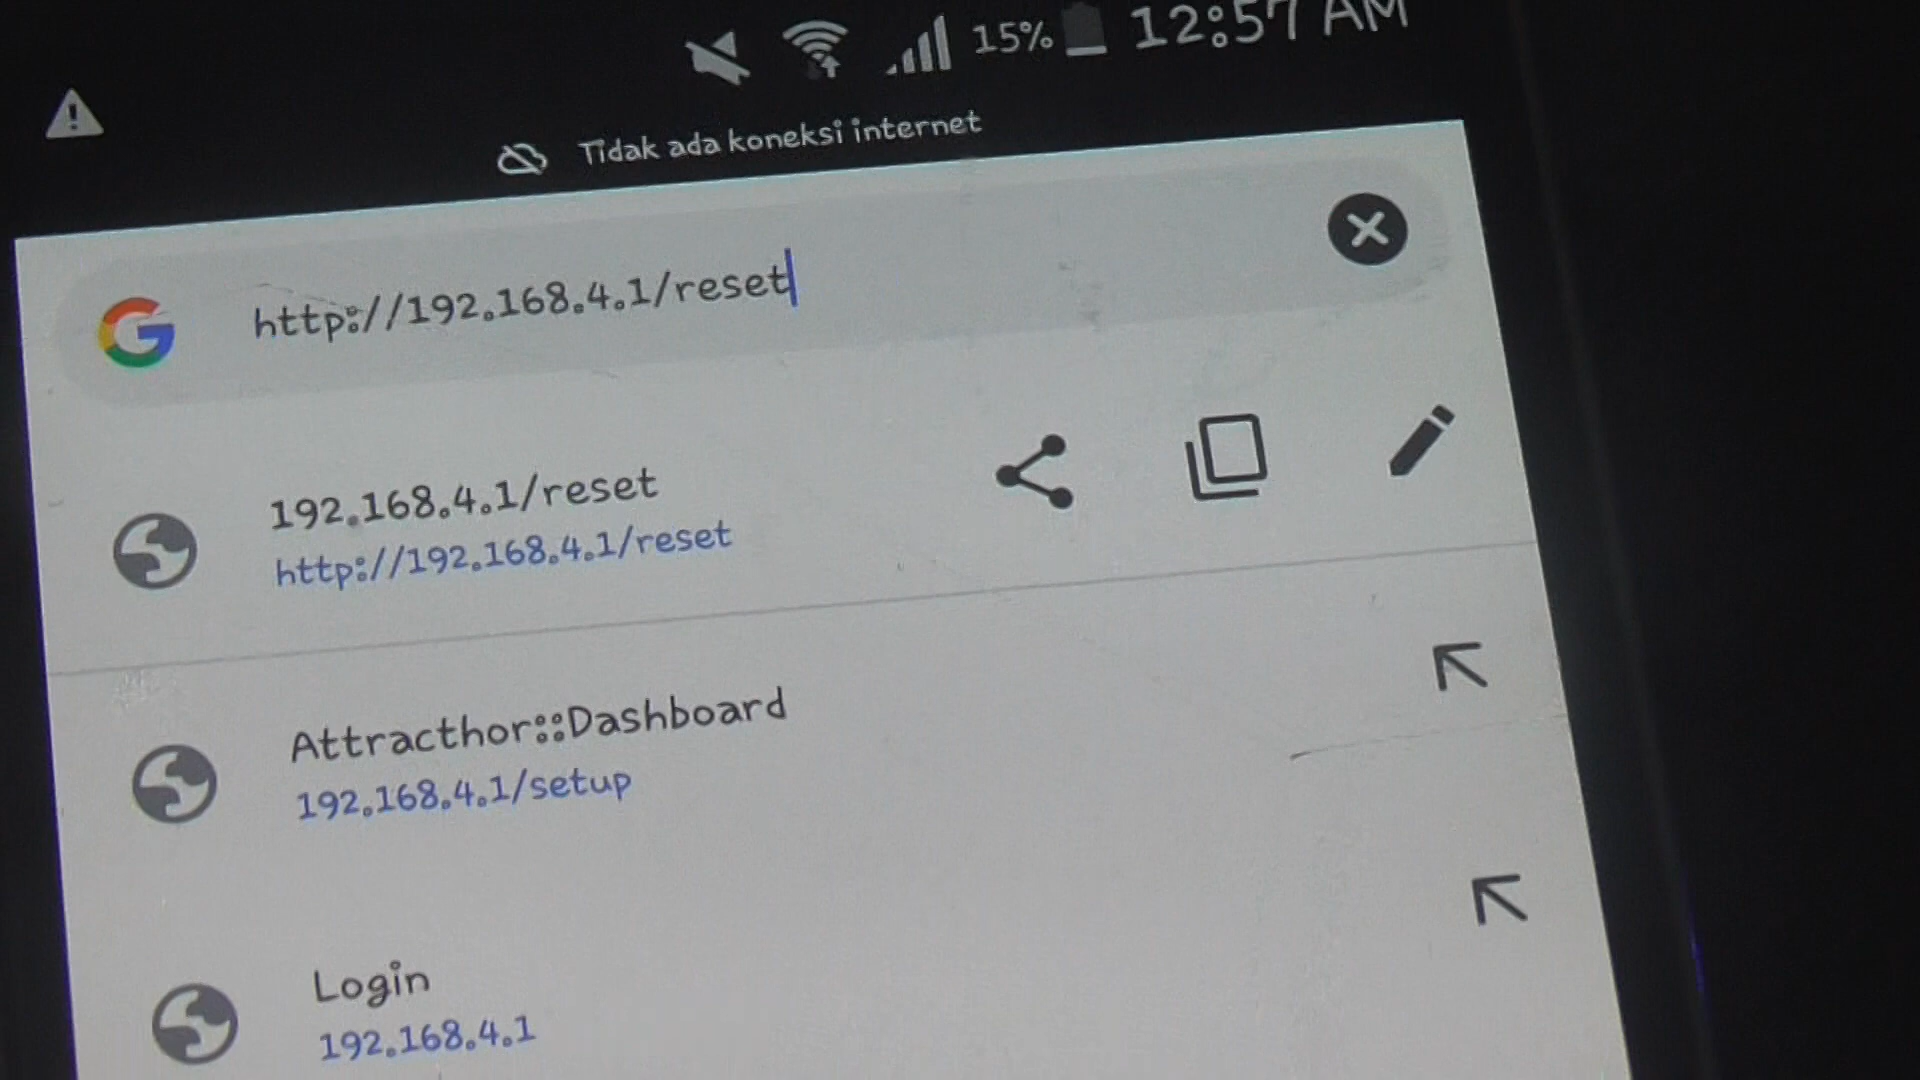 15% 12:57 AM
Tidak ada koneksi internet
http://192.168.4.1/reset
192.168.4.1/reset
http://192.168.4.1/reset
Attracthor::Dashboard
192.168.4.1/setup
Login
192.168.4.1